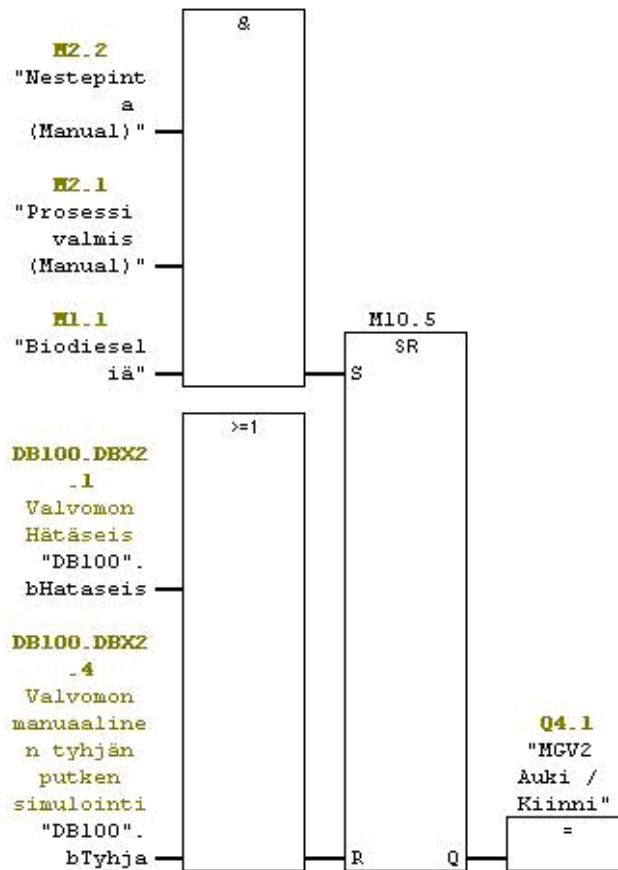 &
M2.2
"Nestepint
a
(Manual)"
M2.1
"Prosessi
valmis
(Manual)"
M1.1
"Biodiesel
iä"
M10.5
SR
S
>=1
DB100.DBX2
.1
Valvomon
Hätäseis
"DB100".
bHataseis
DB100.DBX2
.4
Valvomon
manuaaline
n tyhjän
putken
simulointi
"DB100".
bTyhja
R
Q
Q4.1
"MGV2
Auki /
Kiinni"
=